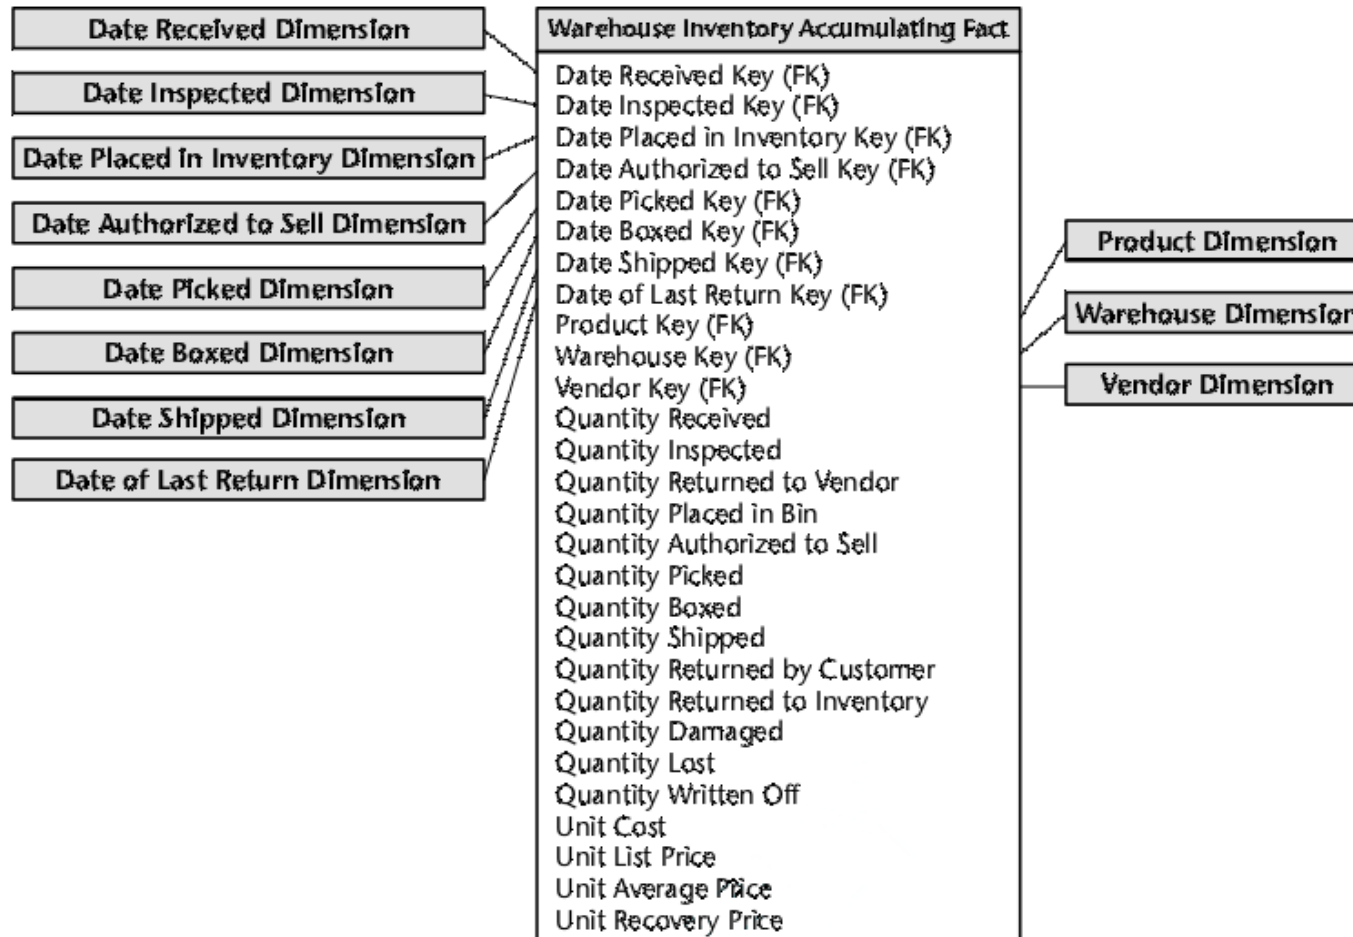 Date Received Dimension
Date Inspected Dimension
Date Placed in Inventory Dimension
Date Authorized to Sell Dimension
Date Picked Dimension
Date Boxed Dimension
Date Shipped Dimension
Date of Last Return Dimension
Warehouse Inventory Accumulating Fact
Date Received Key (FK)
Date Inspected Key (FK)
Date Placed in Inventory Key (FK)
Date Authorized to Sell Key (FK)
Date Picked Key (FK)
Date Boxed Key (FK)
Date Shipped Key (FK)
Date of Last Return Key (FK)
Product Key (FK)
Warehouse Key (FK)
Vendor Key (FK)
Quantity Received
Quantity Inspected
Quantity Returned to Vendor
Quantity Placed in Bin
Quantity Authorized to Sell
Quantity Picked
Quantity Boxed
Quantity Shipped
Quantity Returned by Customer
Quantity Returned to Inventory
Quantity Damaged
Quantity Lost
Quantity Written Off
Unit Cost
Unit List Price
Unit Average Price
Unit Recovery Price
Product Dimension
Warehouse Dimension
Vendor Dimension